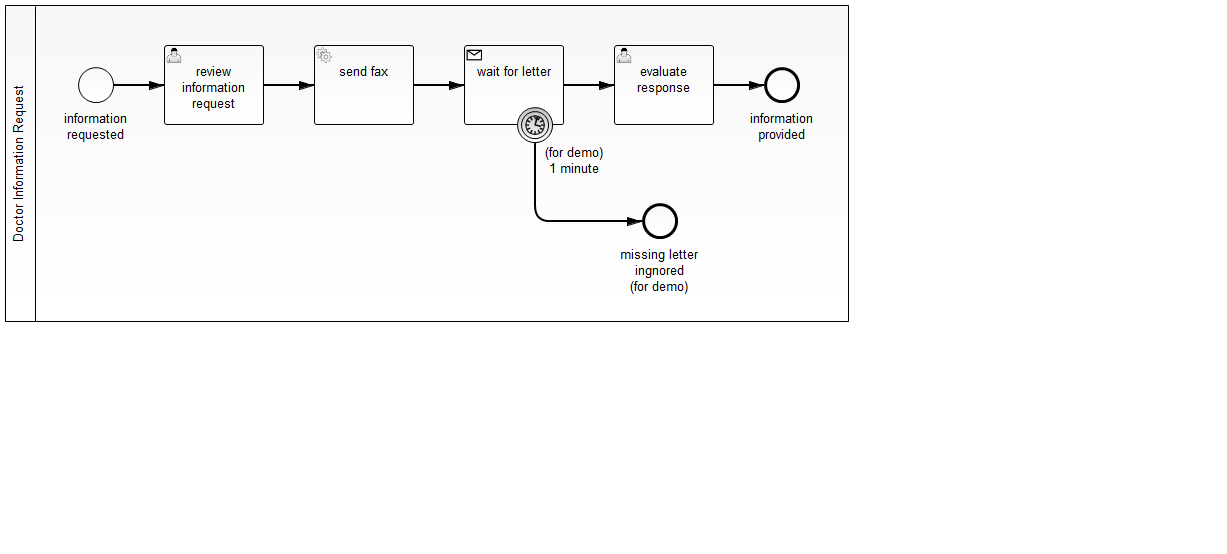 Doctor Information Request
information
requested
review
information
request
send fax
wait for letter
(for demo)
1 minute
evaluate
response
information
provided
missing letter
ingnored
(for demo)